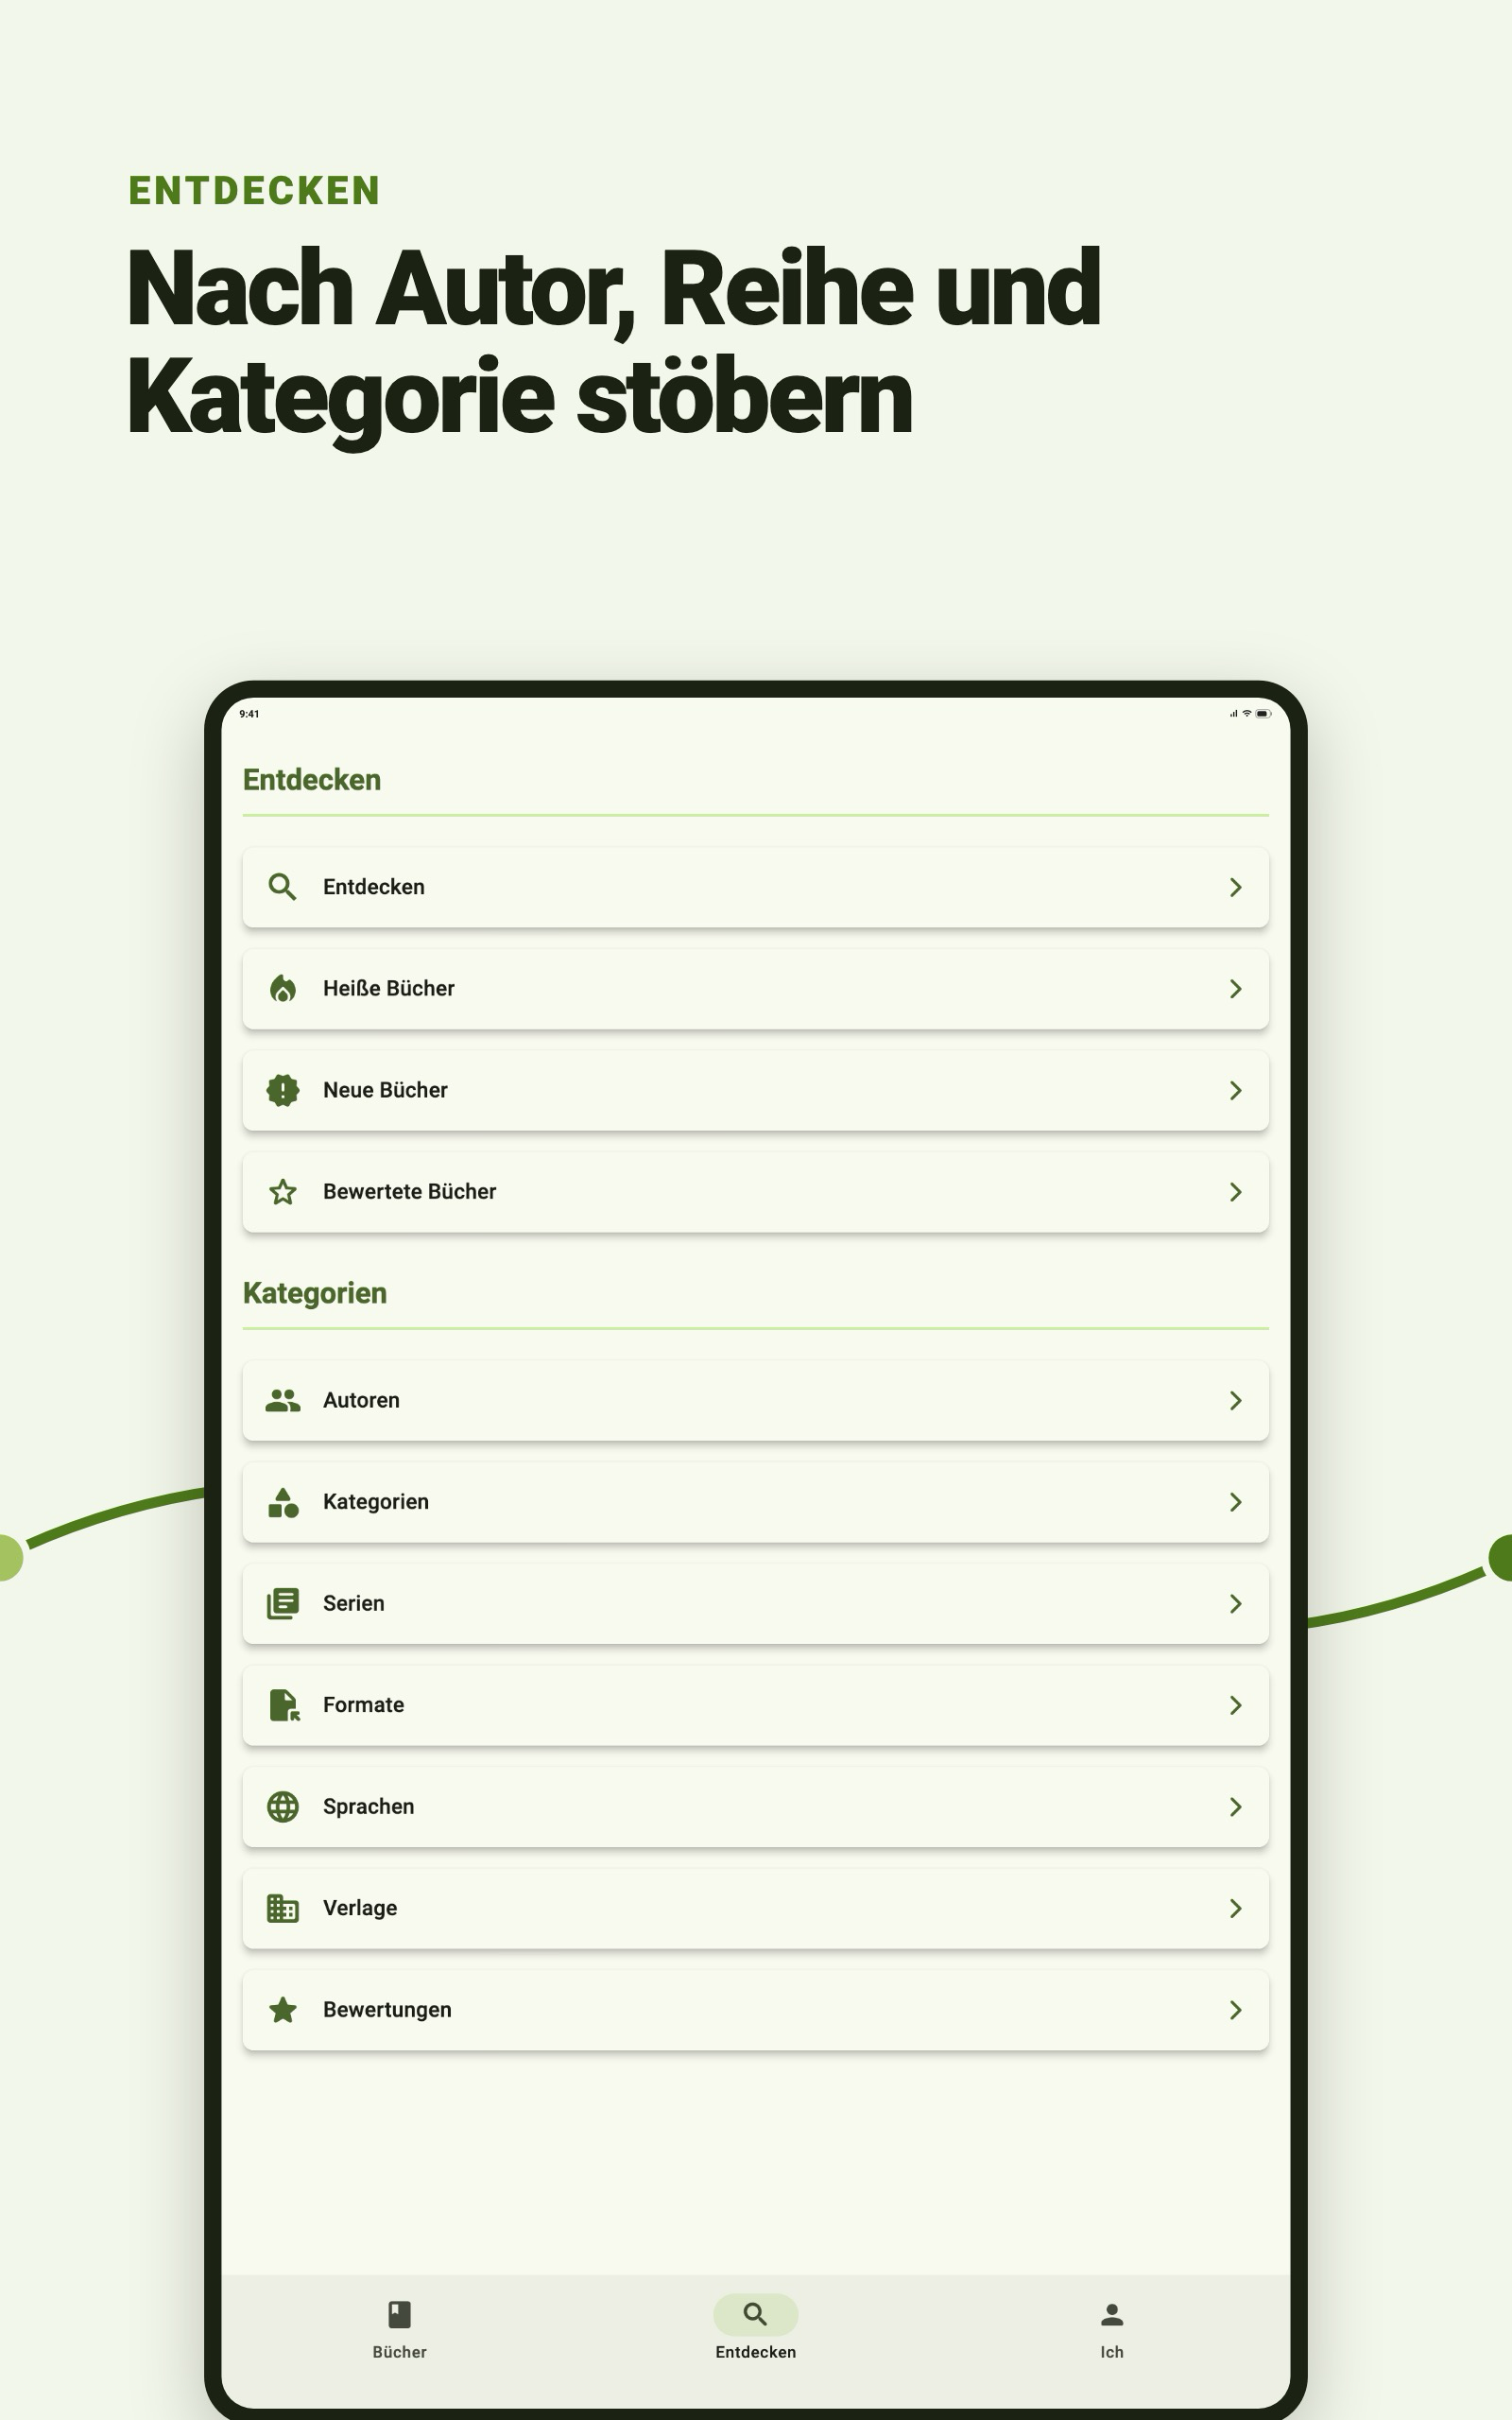 ENTDECKEN
Nach Autor, Reihe und
Kategorie stöbern
9:41
Entdecken
Entdecken
Heiße Bücher
Neue Bücher
Bewertete Bücher
Kategorien
Autoren
Kategorien
Serien
Formate
Sprachen
Verlage
Bewertungen
Bücher
Entdecken
Ich